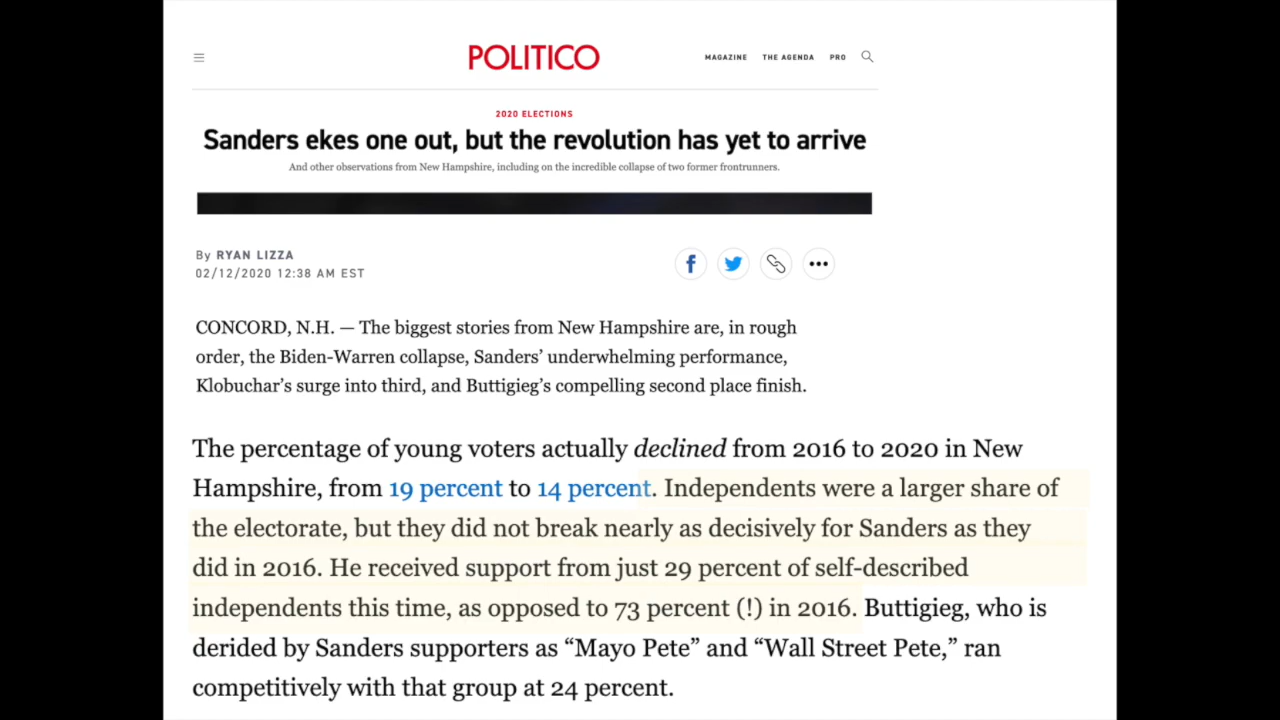 POLITICO
MAGAZINE THE AGENDA PRO
2020 ELECTIONS
Sanders ekes one out, but the revolution has yet to arrive
And other observations from New Hampshire, including on the incredible collapse of two former frontrunners.
By RYAN LIZZA
02/12/2020 12:38 AM EST
CONCORD, N.H. — The biggest stories from New Hampshire are, in rough
order, the Biden-Warren collapse, Sanders’ underwhelming performance,
Klobuchar’s surge into third, and Buttigieg’s compelling second place finish.
The percentage of young voters actually declined from 2016 to 2020 in New
Hampshire, from 19 percent to 14 percent. Independents were a larger share of
the electorate, but they did not break nearly as decisively for Sanders as they
did in 2016. He received support from just 29 percent of self-described
independents this time, as opposed to 73 percent (!) in 2016. Buttigieg, who is
derided by Sanders supporters as “Mayo Pete” and “Wall Street Pete,” ran
competitively with that group at 24 percent.